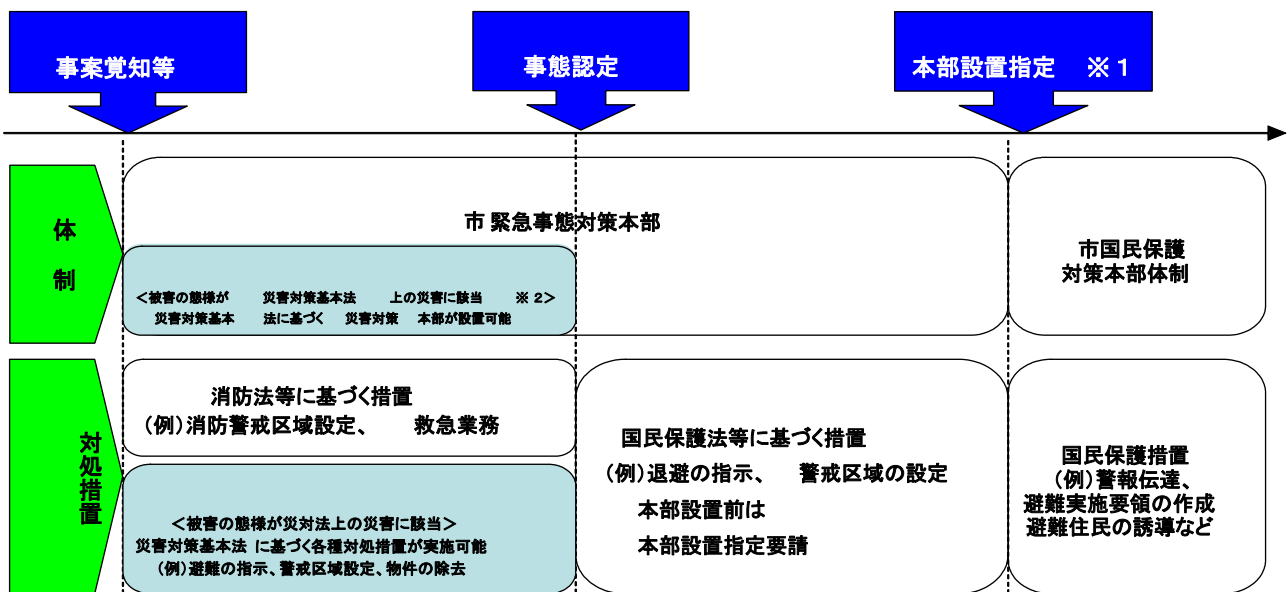 事案覚知等
事態認定
本部設置指定 ※1
体
制
市 緊急事態対策本部
<被害の態様が 災害対策基本法 上の災害に該当 ※2>
災害対策基本 法に基づく 災害対策 本部が設置可能
市国民保護
対策本部体制
対処措置
消防法等に基づく措置
(例)消防警戒区域設定、 救急業務
<被害の態様が災対法上の災害に該当>
災害対策基本法 に基づく各種対処措置が実施可能
(例)避難の指示、警戒区域設定、物件の除去
国民保護法等に基づく措置
(例)退避の指示、 警戒区域の設定
本部設置前は
本部設置指定要請
国民保護措置
(例)警報伝達、
避難実施要領の作成
避難住民の誘導など